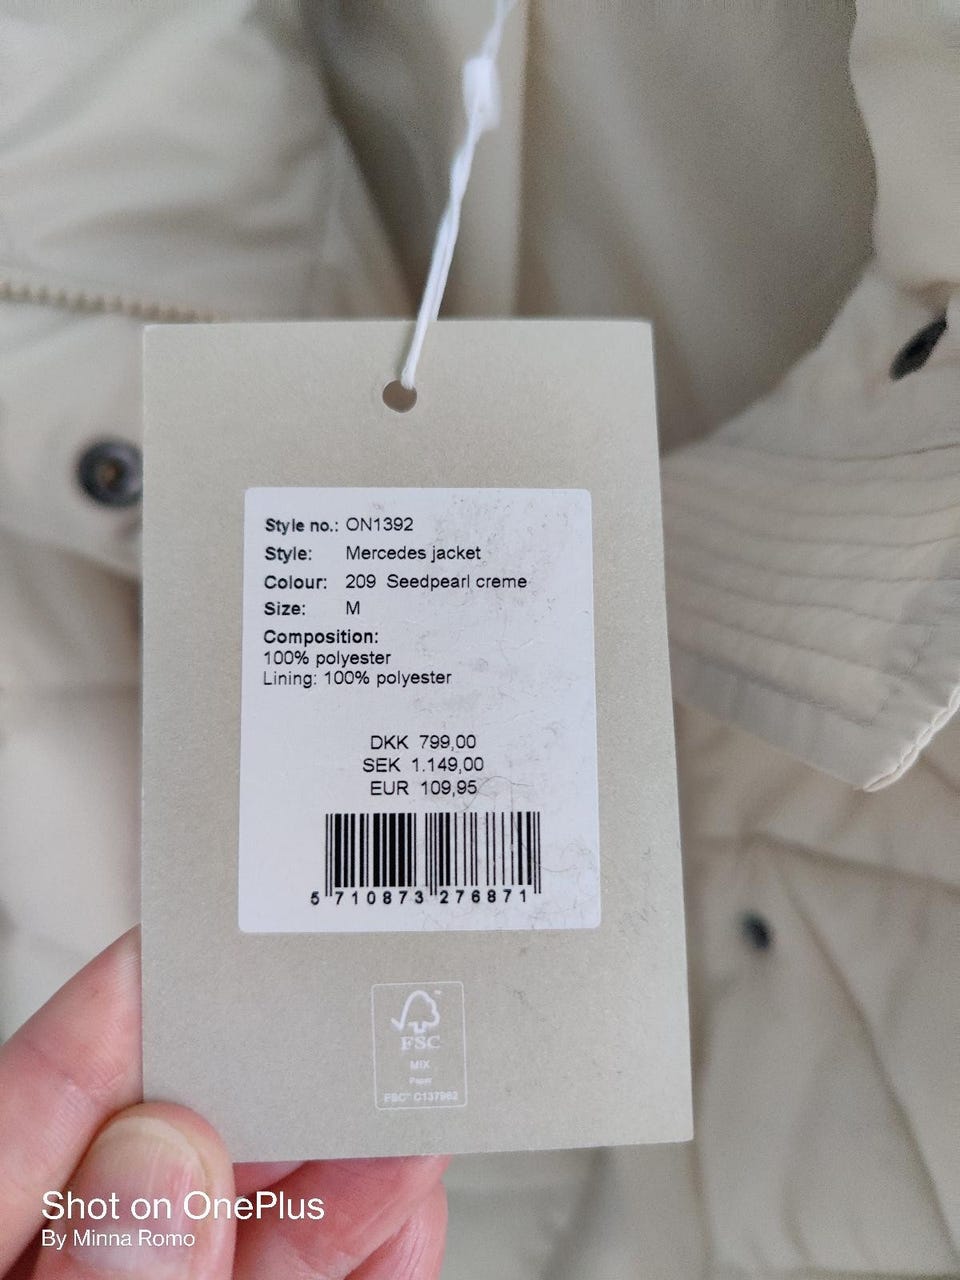 Style no.: ON1392
Style: Mercedes jacket
Colour: 209 Seedpearl creme
Size: M
Composition:
100% polyester
Lining: 100% polyester
DKK 799,00
SEK 1.149,00
EUR 109,95
5 710873 276871
FSC
MIX
Paper
FSC™ C137982
Shot on OnePlus
By Minna Romo